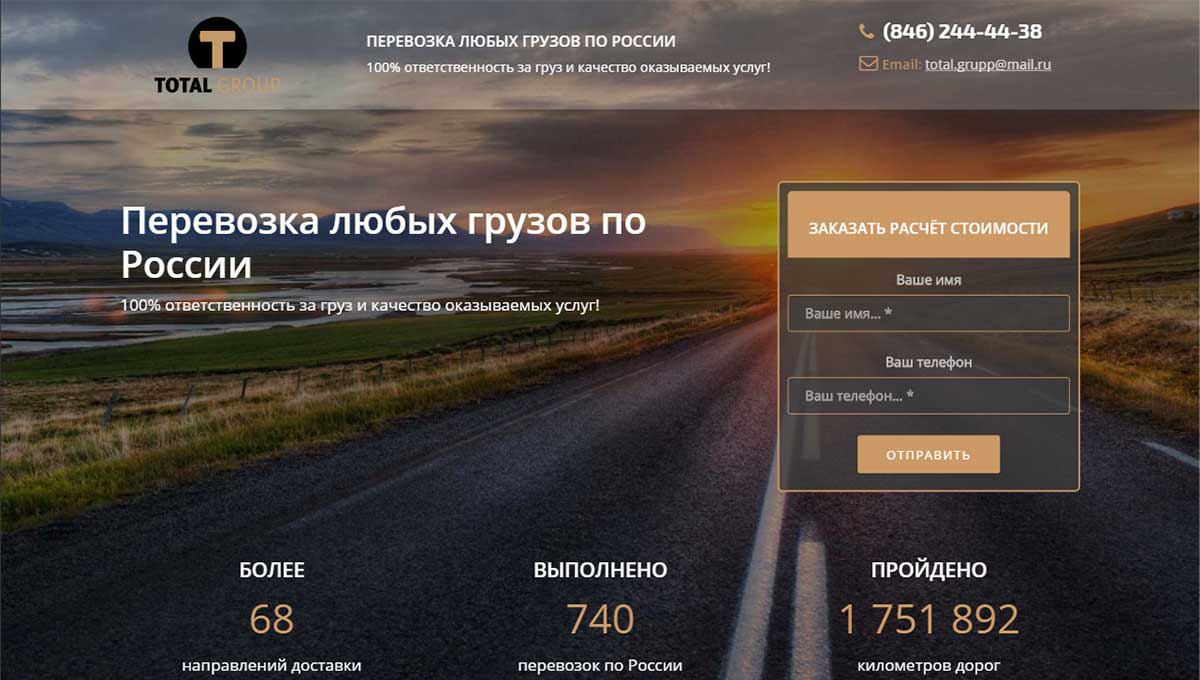 T
TOTAL GROUP
ПЕРЕВОЗКА ЛЮБЫХ ГРУЗОВ ПО РОССИИ
100% ответственность за груз и качество оказываемых услуг!
(846) 244-44-38
Email: total.grupp@mail.ru
Перевозка любых грузов по
России
100% ответственность за груз и качество оказываемых услуг!
ЗАКАЗАТЬ РАСЧЁТ СТОИМОСТИ
Ваше имя
Ваше имя... *
Ваш телефон
Ваш телефон... *
ОТПРАВИТЬ
БОЛЕЕ
68
направлений доставки
ВЫПОЛНЕНО
740
перевозок по России
ПРОЙДЕНО
1 751 892
километров дорог